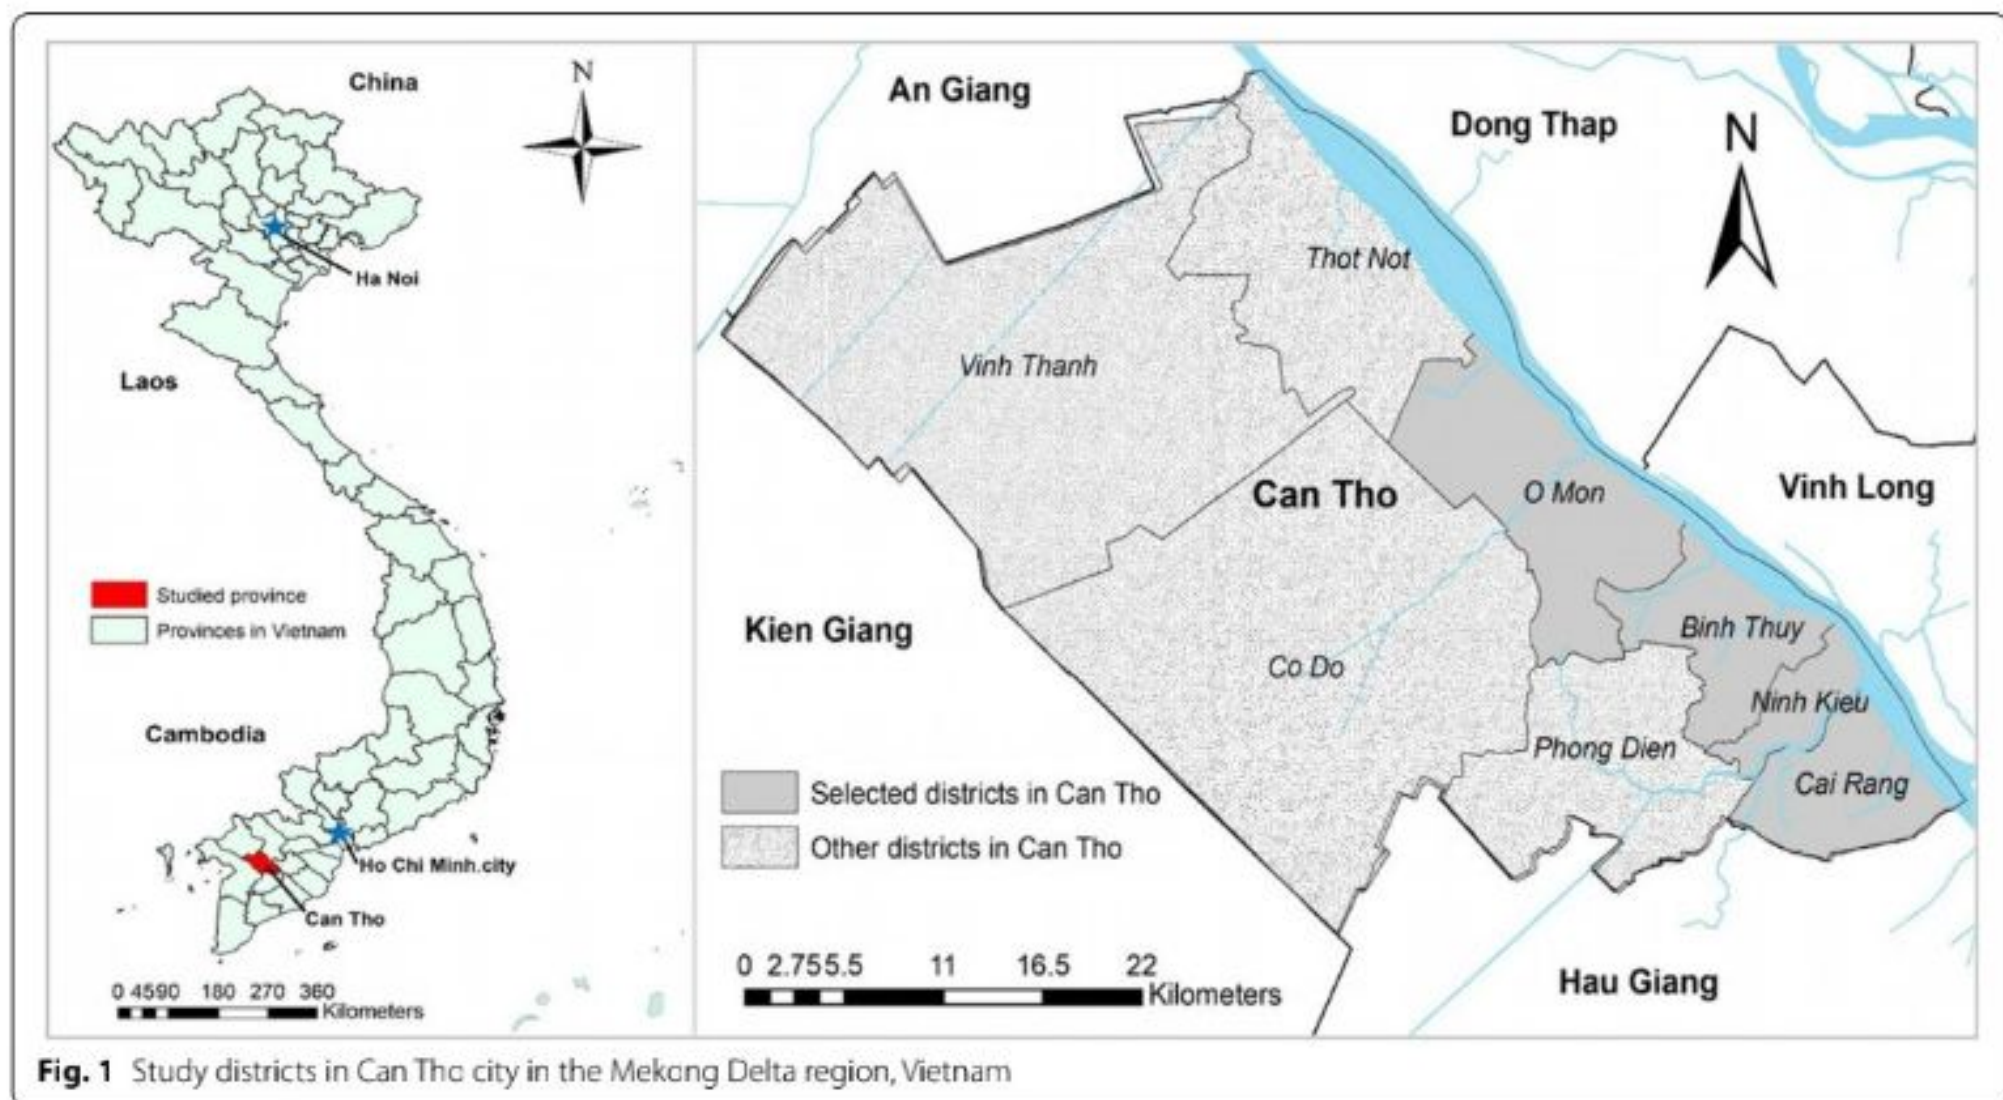 China
N
Ha Noi
Laos
Studied province
Provinces in Vietnam
Cambodia
Ho Chi Minh.city
Can Tho
0 4590 180 270 360
Kilometers
An Giang
Dong Thap
N
Thot Not
Vinh Thanh
Can Tho
O Mon
Vinh Long
Kien Giang
Binh Thuy
Co Do
Ninh Kieu
Phong Dien
Cai Rang
Selected districts in Can Tho
Other districts in Can Tho
0 2.755.5 11 16.5 22
Kilometers
Hau Giang
Fig. 1 Study districts in Can Tho city in the Mekong Delta region, Vietnam